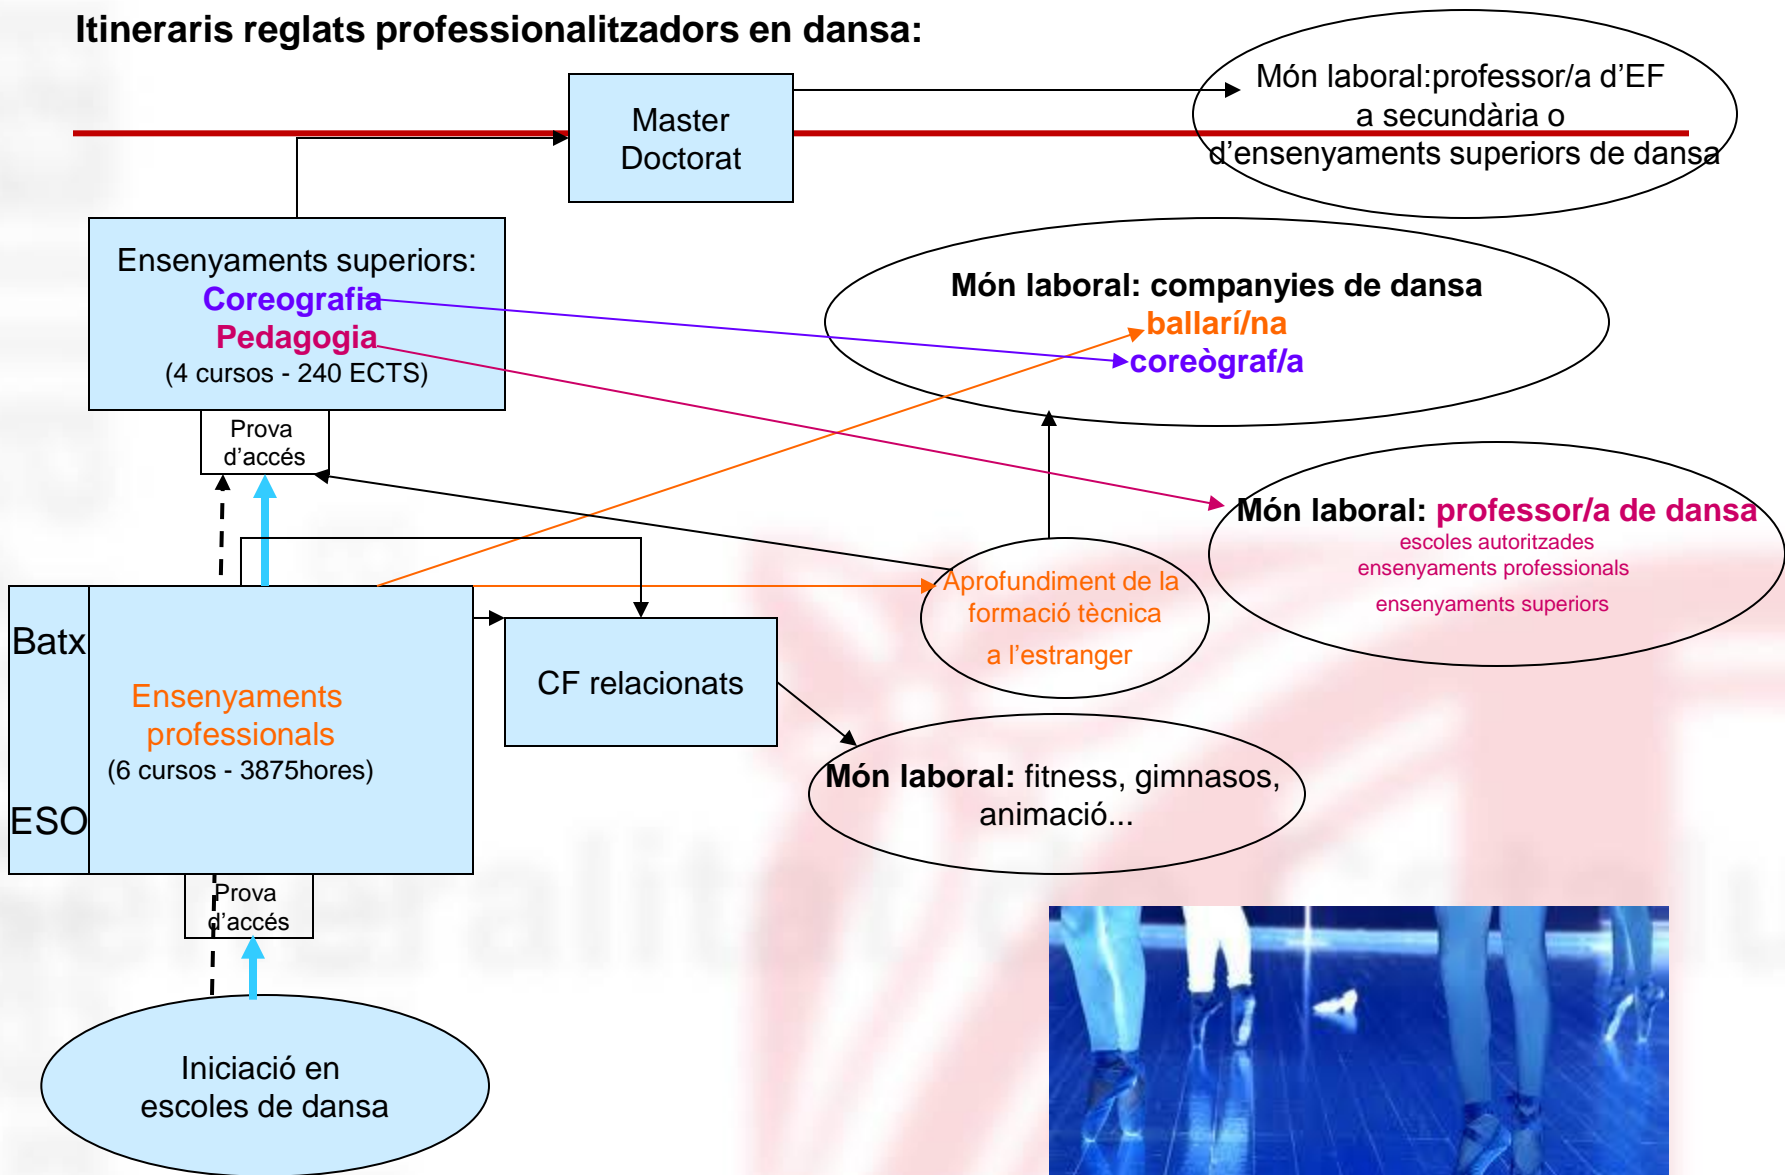 Itineraris reglats professionalitzadors en dansa:
Master
Doctorat
Món laboral:professor/a d’EF
a secundària o
d’ensenyaments superiors de dansa
Ensenyaments superiors:
Coreografia
Pedagogia
(4 cursos - 240 ECTS)
Món laboral: companyies de dansa
ballarí/na
coreògraf/a
Prova
d’accés
Món laboral: professor/a de dansa
escoles autoritzades
ensenyaments professionals
ensenyaments superiors
Aprofundiment de la
formació tècnica
a l’estranger
Batx
ESO
Ensenyaments
professionals
(6 cursos - 3875hores)
CF relacionats
Món laboral: fitness, gimnasos,
animació...
Prova
d’accés
Iniciació en
escoles de dansa